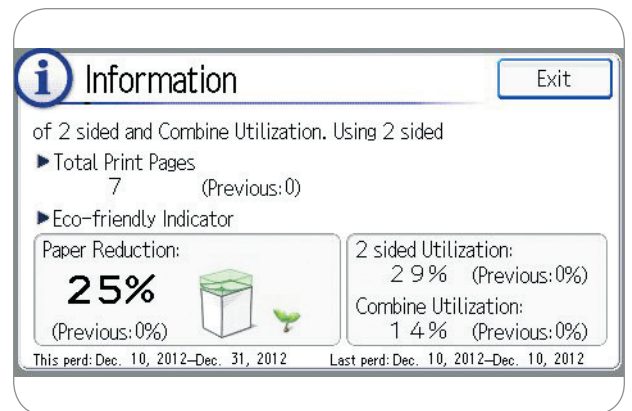 i Information
Exit
of 2 sided and Combine Utilization. Using 2 sided
▶Total Print Pages
7 (Previous:0)
▶Eco-friendly Indicator
Paper Reduction:
25%
(Previous:0%)
2 sided Utilization:
29% (Previous:0%)
Combine Utilization:
14% (Previous:0%)
This perd: Dec. 10, 2012–Dec. 31, 2012 Last perd: Dec. 10, 2012–Dec. 10, 2012